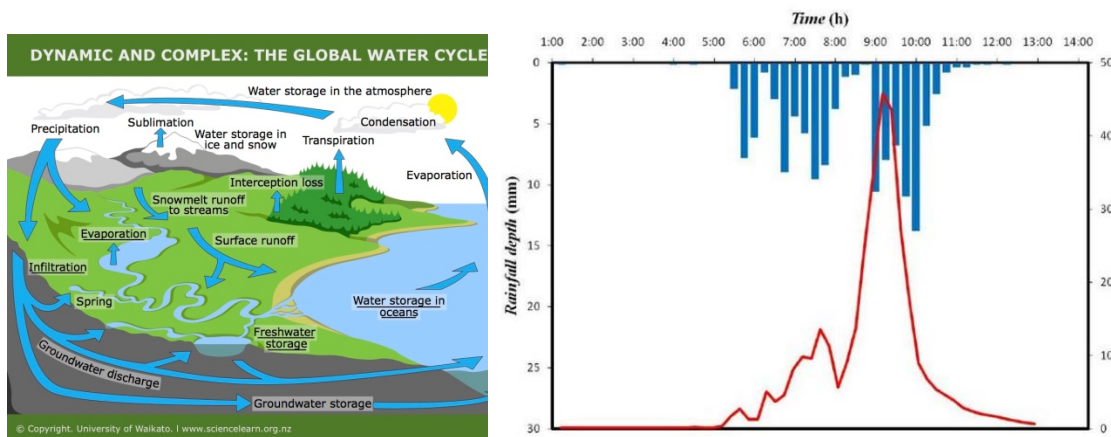 DYNAMIC AND COMPLEX: THE GLOBAL WATER CYCLE
Water storage in the atmosphere
Condensation
Precipitation
Sublimation
Water storage in
ice and snow
Transpiration
Evaporation
Interception loss
Snowmelt runoff
to streams
Evaporation
Surface runoff
Infiltration
Spring
Water storage in
oceans
Freshwater
storage
Groundwater discharge
Groundwater storage
© Copyright. University of Waikato. I www.sciencelearn.org.nz
Time (h)
1:00 2:00 3:00 4:00 5:00 6:00 7:00 8:00 9:00 10:00 11:00 12:00 13:00 14:00
Rainfall depth (mm)
0
5
10
15
20
25
30
50
40
30
20
10
0